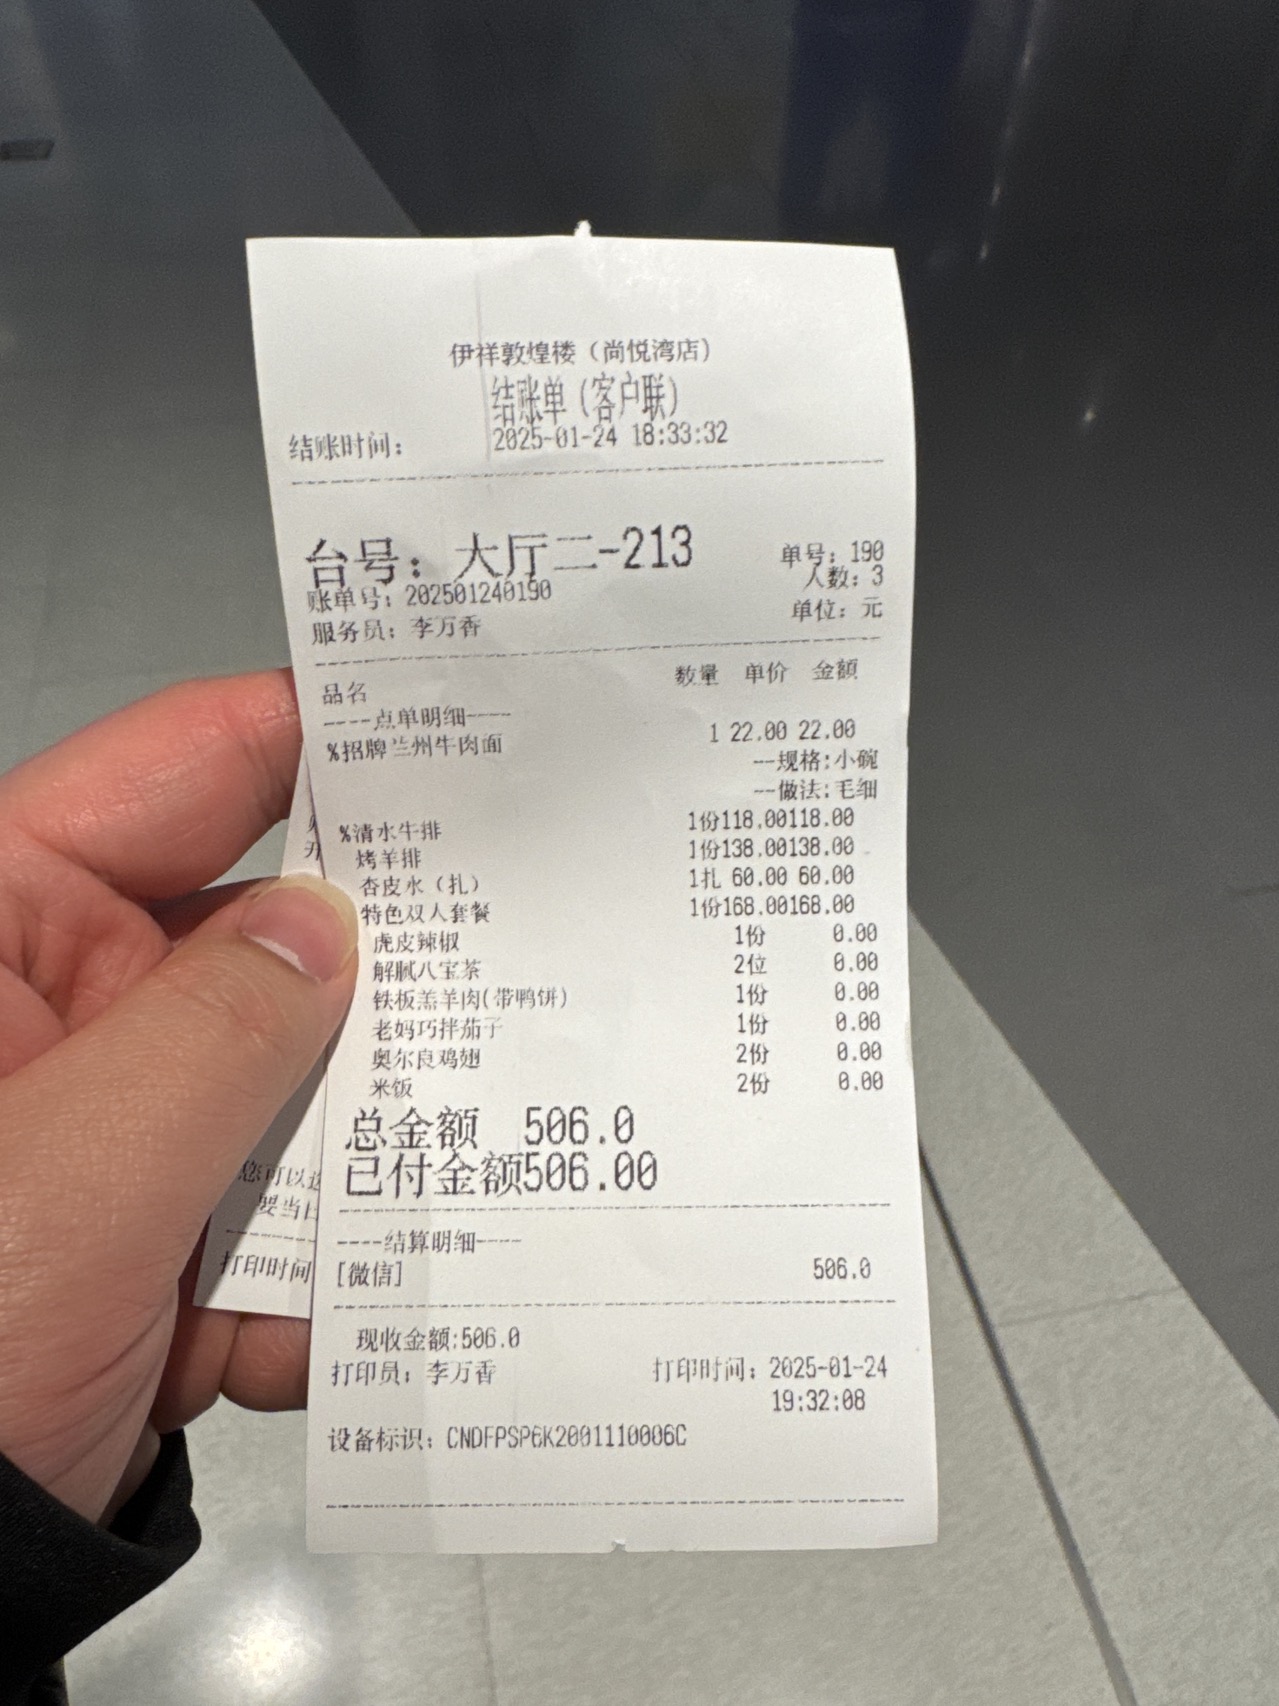 伊祥敦煌楼（尚悦湾店）
结账单（客户联）
结账时间： 2025-01-24 18:33:32
台号：大厅二-213 单号：190
人数：3
账单号：202501240190
服务员：李万香 单位：元
品名 数量 单价 金额
----点单明细----
%招牌兰州牛肉面 1 22.00 22.00
--规格:小碗
--做法:毛细
%清水牛排 1份118.00118.00
烤羊排 1份138.00138.00
杏皮水（扎） 1扎 60.00 60.00
特色双人套餐 1份168.00168.00
虎皮辣椒 1份 0.00
解腻八宝茶 2位 0.00
铁板羔羊肉(带鸭饼) 1份 0.00
老妈巧拌茄子 1份 0.00
奥尔良鸡翅 2份 0.00
米饭 2份 0.00
总金额 506.0
已付金额506.00
----结算明细----
[微信] 506.0
现收金额:506.0
打印员：李万香 打印时间：2025-01-24
19:32:08
设备标识：CNDFPSP6K2001110006C
您可以
要当日
打印时间